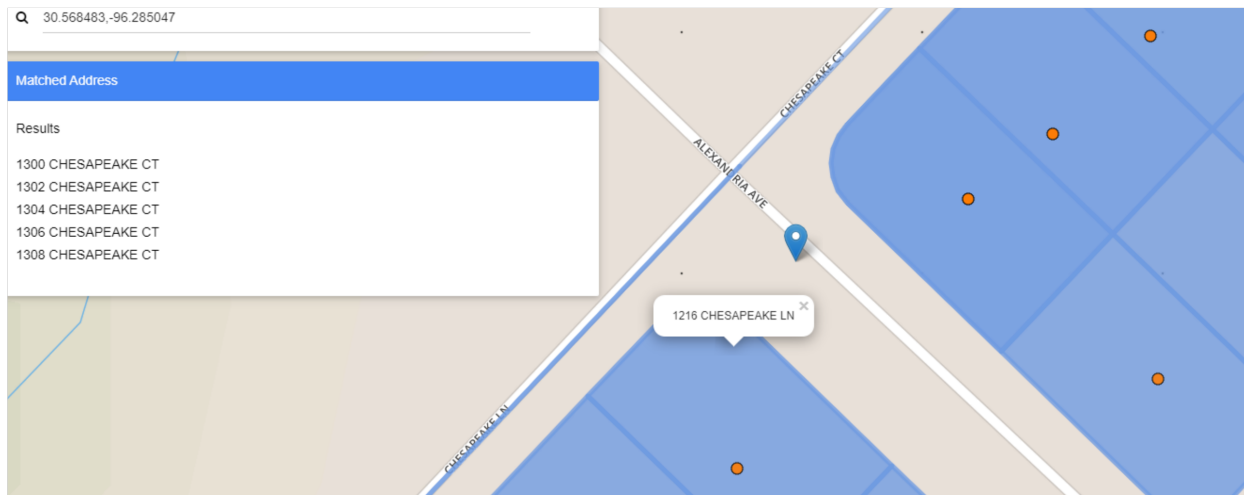 30.568483,-96.285047
Matched Address
Results
1300 CHESAPEAKE CT
1302 CHESAPEAKE CT
1304 CHESAPEAKE CT
1306 CHESAPEAKE CT
1308 CHESAPEAKE CT
CHESAPEAKE CT
ALEXANDRIA AVE
1216 CHESAPEAKE LN
CHESAPEAKE LN